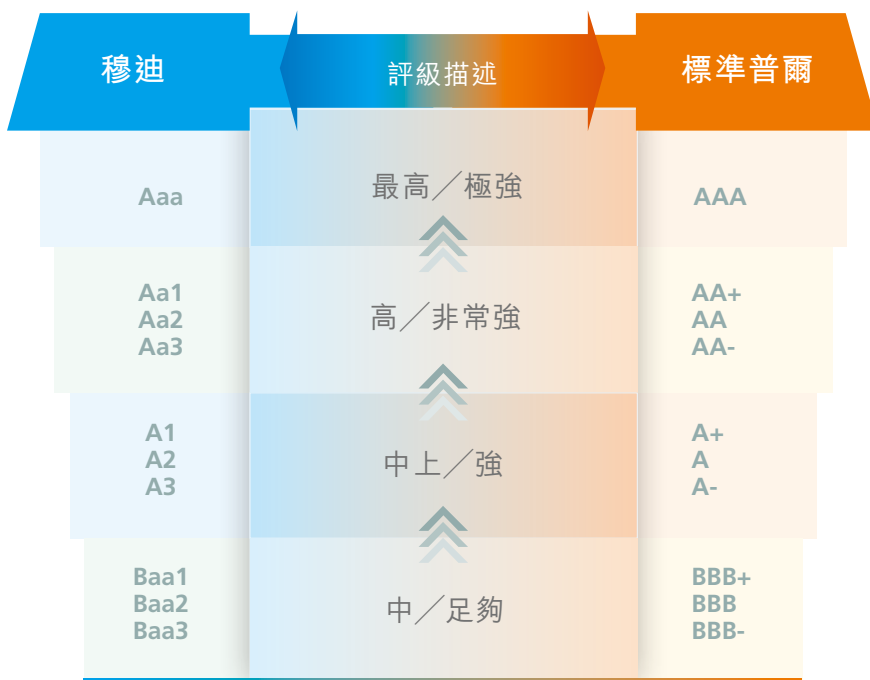 穆迪
評級描述
標準普爾
Aaa
最高／極強
AAA
Aa1
Aa2
Aa3
高／非常強
AA+
AA
AA-
A1
A2
A3
中上／強
A+
A
A-
Baa1
Baa2
Baa3
中／足夠
BBB+
BBB
BBB-